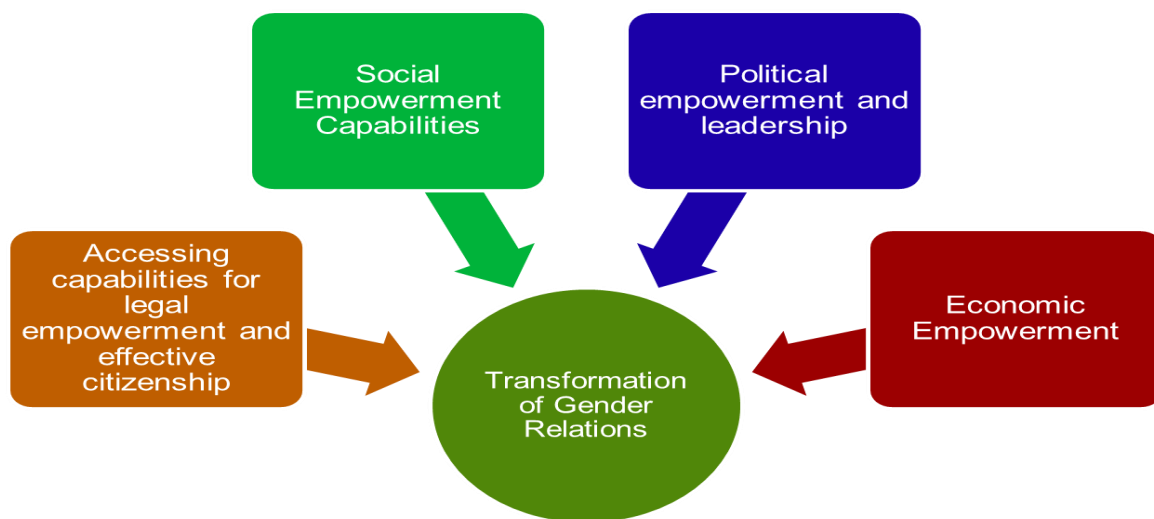 Social
Empowerment
Capabilities
Political
empowerment and
leadership
Accessing
capabilities for
legal
empowerment and
effective
citizenship
Economic
Empowerment
Transformation
of Gender
Relations